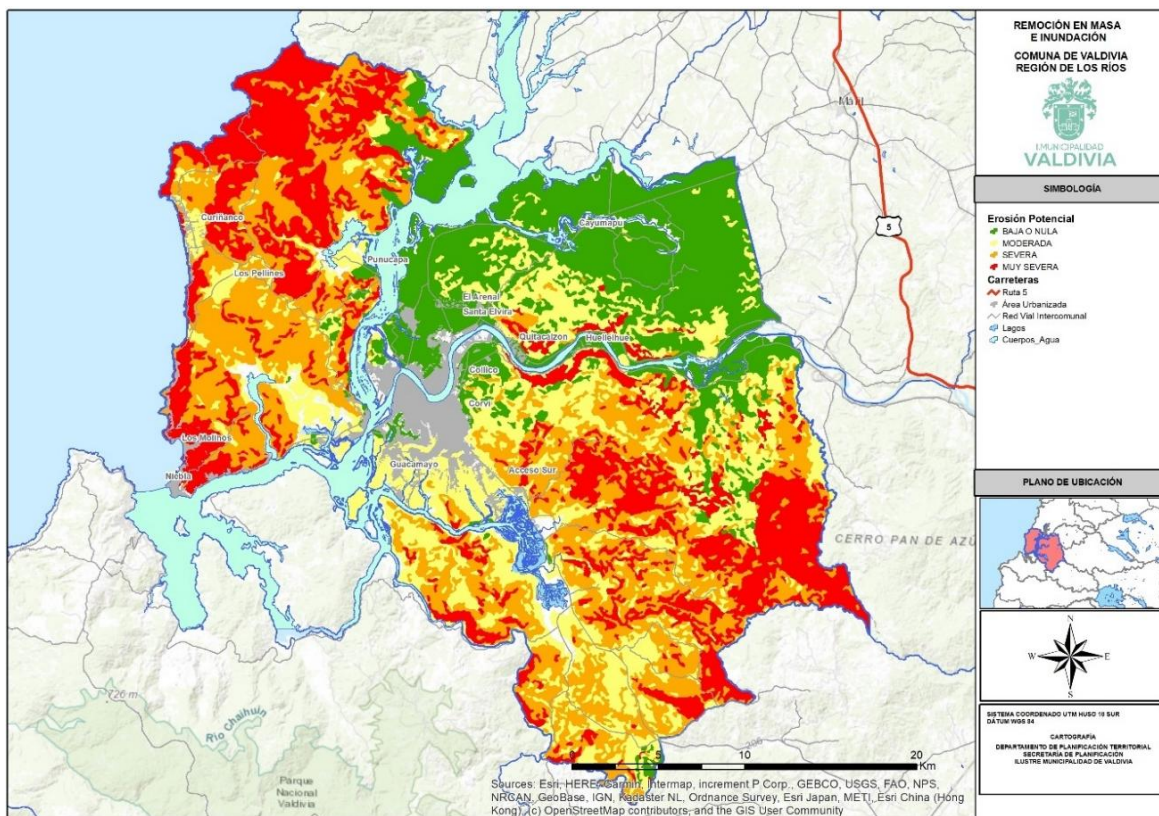 REMOCIÓN EN MASA
E INUNDACIÓN
COMUNA DE VALDIVIA
REGIÓN DE LOS RÍOS
I.MUNICIPALIDAD
VALDIVIA
SIMBOLOGÍA
Erosión Potencial
BAJA O NULA
MODERADA
SEVERA
MUY SEVERA
Carreteras
Ruta 5
Área Urbanizada
Red Vial Intercomunal
Lagos
Cuerpos_Agua
PLANO DE UBICACIÓN
N
W
E
S
SISTEMA COORDENADO UTM HUSO 18 SUR
DATUM WGS 84
CARTOGRAFÍA
DEPARTAMENTO DE PLANIFICACIÓN TERRITORIAL
SECRETARÍA DE PLANIFICACIÓN
ILUSTRE MUNICIPALIDAD DE VALDIVIA
5
Curiñanco
Cayumapu
Punucapa
Los Pellines
El Arenal
Santa Elvira
Quitacalzon
Huellelhue
Collico
Corvi
Los Molinos
Guacamayo
Acceso Sur
Niebla
CERRO PAN DE
726 m
Río Chaihuín
Parque
Nacional
Valdivia
206
0
5
10
20
Km
Sources: Esri, HERE, Garmin, Intermap, increment P Corp., GEBCO, USGS, FAO, NPS,
NRCAN, GeoBase, IGN, Kadaster NL, Ordnance Survey, Esri Japan, METI, Esri China (Hong
Kong), (c) OpenStreetMap contributors, and the GIS User Community